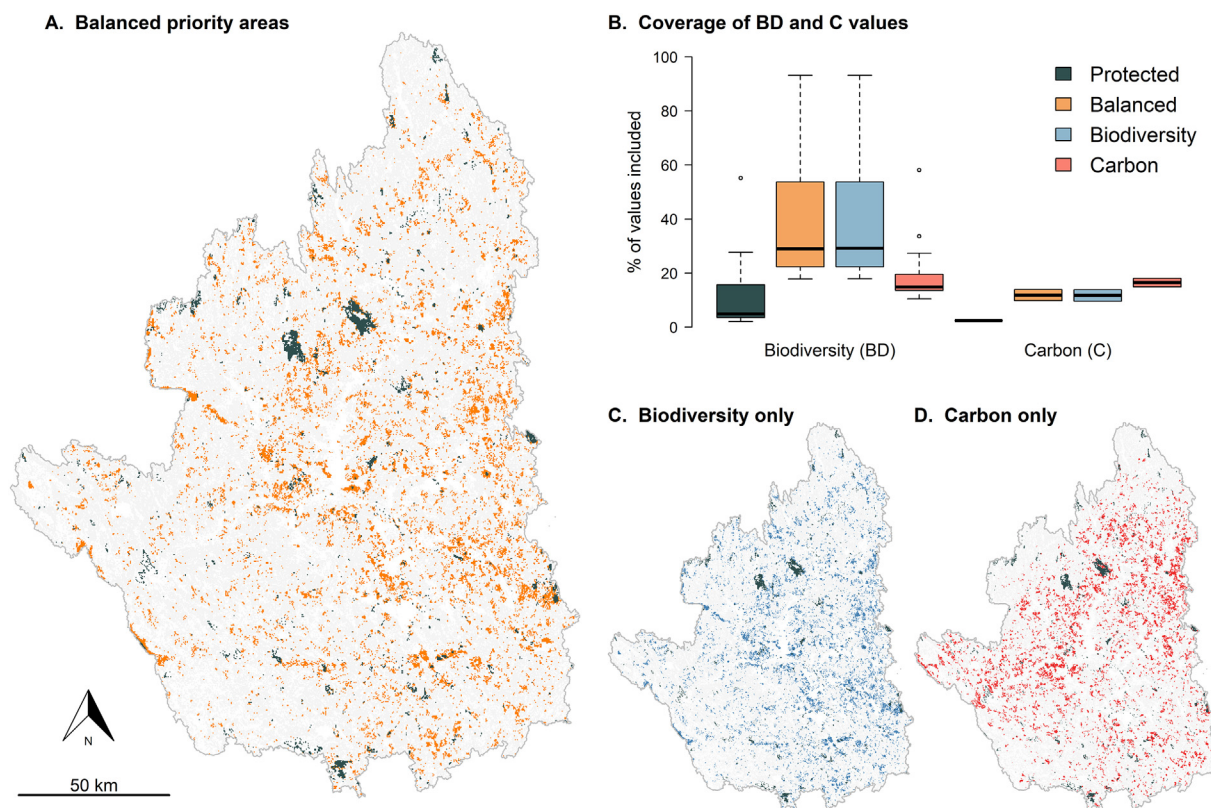 A. Balanced priority areas
N
50 km
B. Coverage of BD and C values
% of values included
100
80
60
40
20
0
Protected
Balanced
Biodiversity
Carbon
Biodiversity (BD)
Carbon (C)
C. Biodiversity only
D. Carbon only